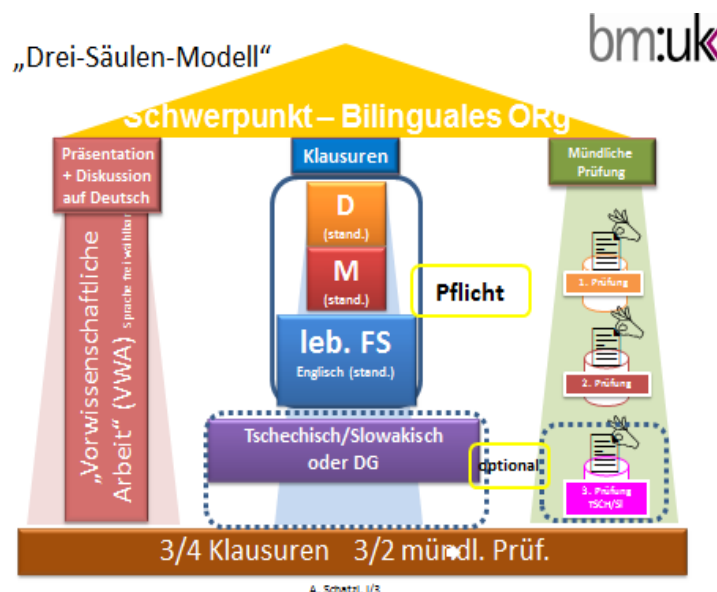 „Drei-Säulen-Modell“
bm:uk
Schwerpunkt – Bilinguales ORg
Präsentation
+ Diskussion
auf Deutsch
„Vorwissenschaftliche
Arbeit“ (VWA) Sprache frei wählbar
Klausuren
D
(stand.)
M
(stand.)
leb. FS
Englisch (stand.)
Pflicht
Tschechisch/Slowakisch
oder DG
optional
Mündliche
Prüfung
1. Prüfung
2. Prüfung
3. Prüfung
TSCH/Sl
3/4 Klausuren 3/2 mündl. Prüf.
A. Schatzl, I/3